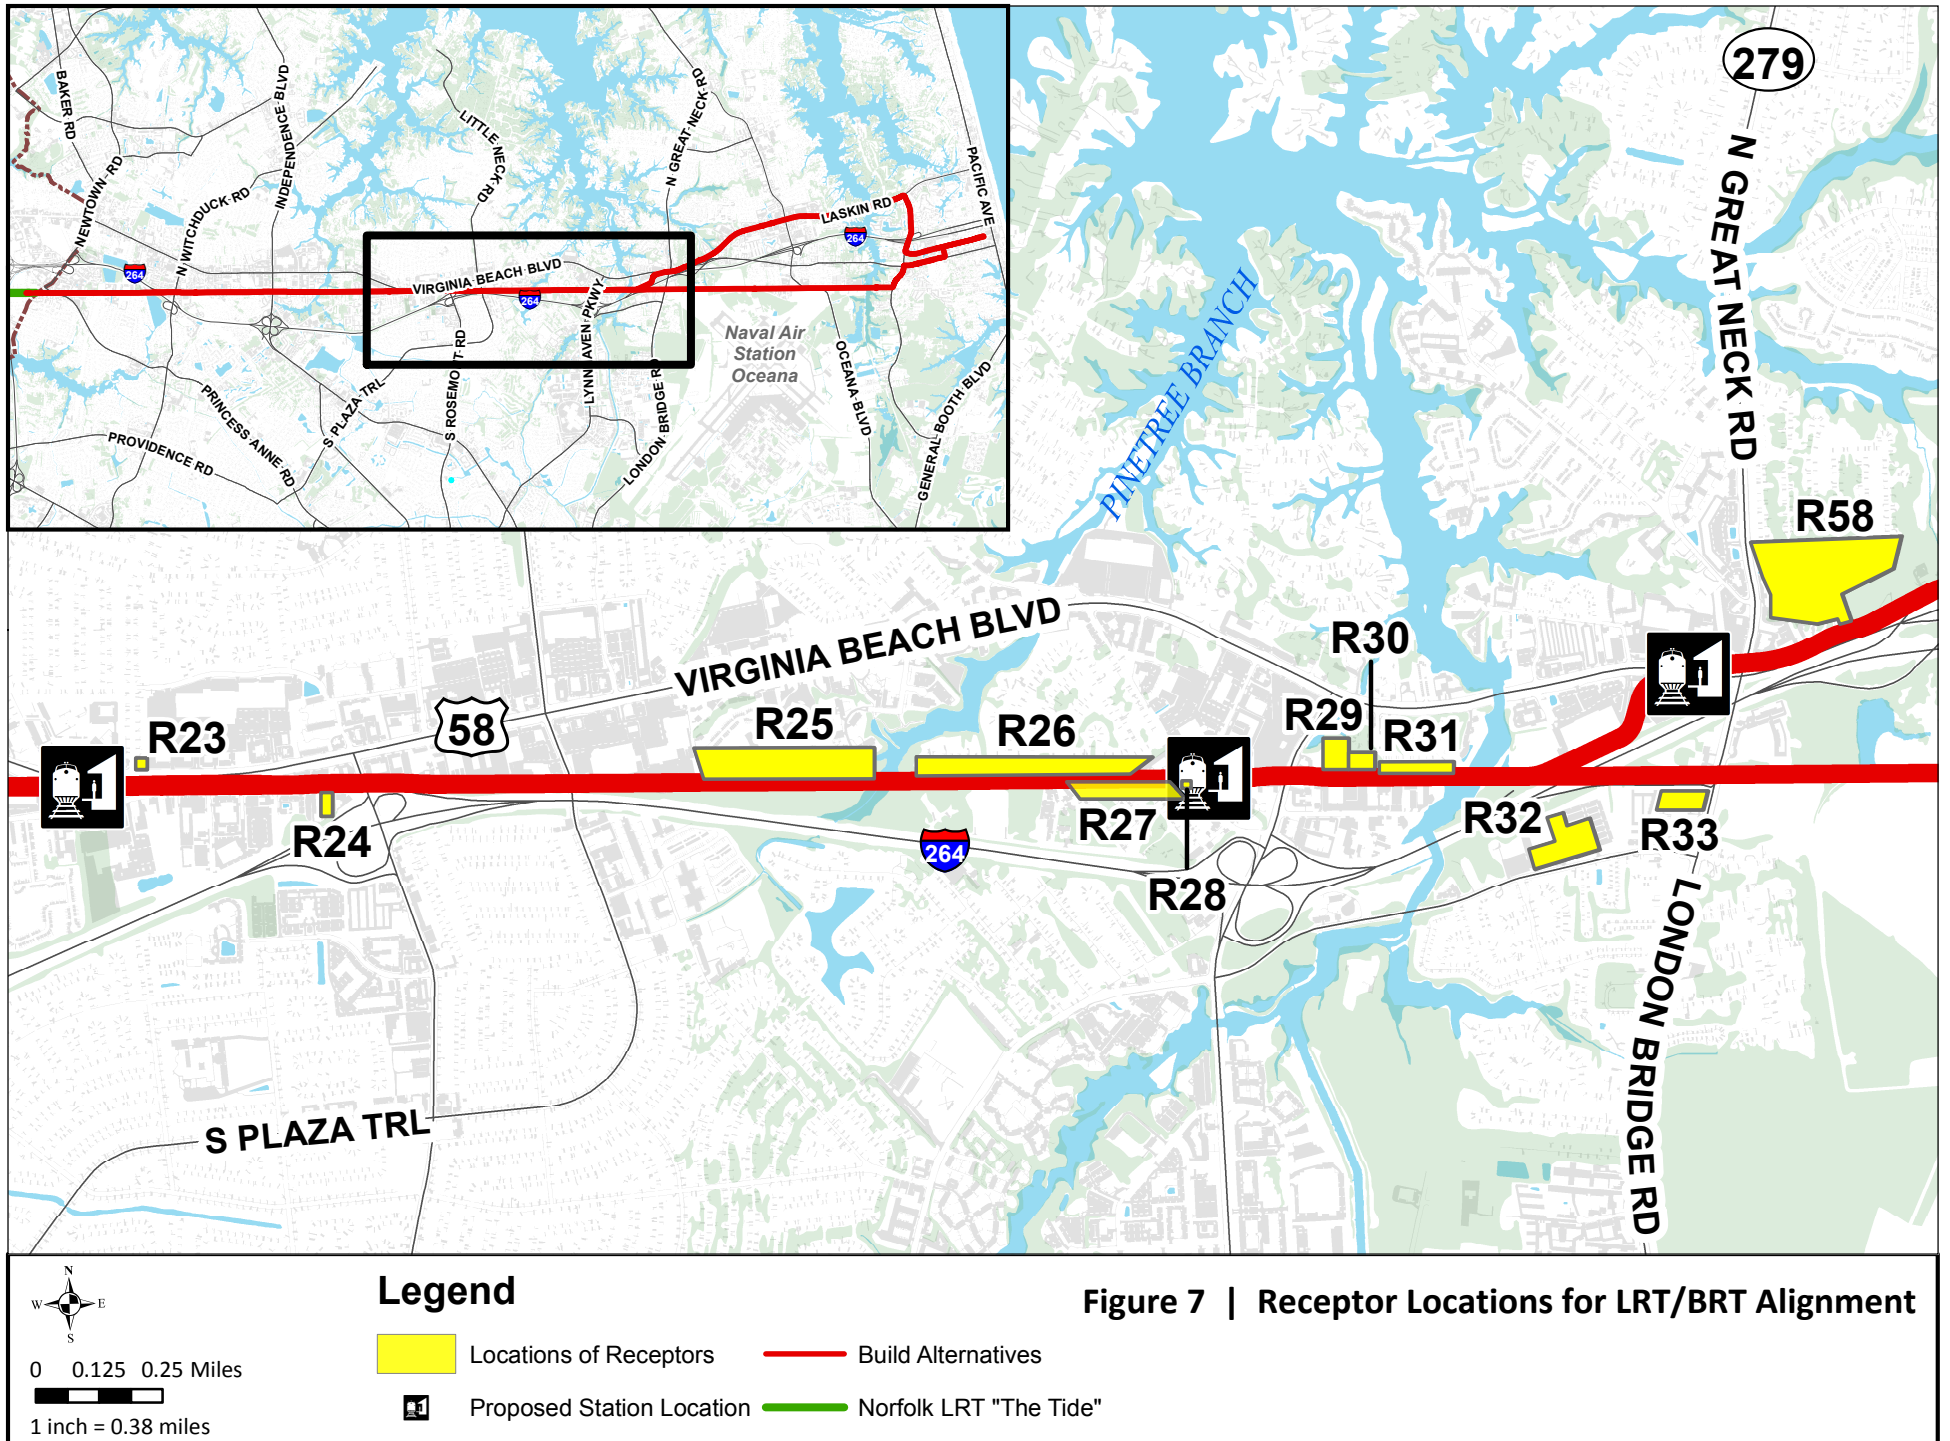 BAKER RD
NEWTOWN RD
N WITCHDUCK RD
INDEPENDENCE BLVD
LITTLE NECK RD
N GREAT NECK RD
PACIFIC AVE
LASKIN RD
264
264
264
VIRGINIA BEACH BLVD
LYNNHAVEN PKWY
Naval Air
Station
Oceana
OCEANA BLVD
GENERAL BOOTH BLVD
LONDON BRIDGE RD
S ROSEMONT RD
S PLAZA TRL
PRINCESS ANNE RD
PROVIDENCE RD
279
N GREAT NECK RD
PINETREE BRANCH
R58
VIRGINIA BEACH BLVD
58
R23
R24
R25
R26
R27
R28
R29
R30
R31
R32
R33
264
LONDON BRIDGE RD
S PLAZA TRL
N
W E
S
0 0.125 0.25 Miles
1 inch = 0.38 miles
Legend
Locations of Receptors
Build Alternatives
Proposed Station Location
Norfolk LRT "The Tide"
Figure 7 | Receptor Locations for LRT/BRT Alignment